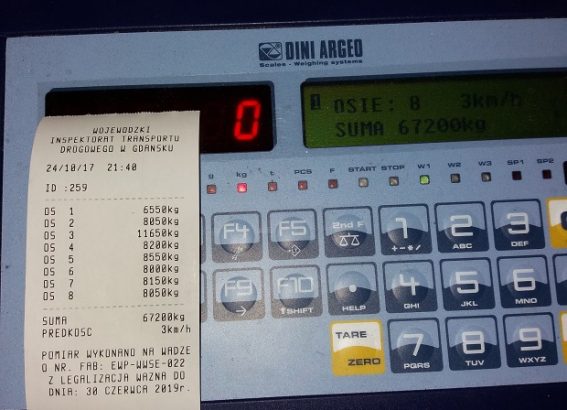 DINI ARGEO
Scales - Weighing systems
0
1 OSIE: 8 3km/h
SUMA 67200kg
g kg t PCS F START STOP W1 W2 W3 SP1 SP2
WOJEWODZKI
INSPEKTORAT TRANSPORTU
DROGOWEGO W GDANSKU
24/10/17 21:40
ID :259
OS 1 6550kg
OS 2 8050kg
OS 3 11650kg
OS 4 8200kg
OS 5 8550kg
OS 6 8000kg
OS 7 8150kg
OS 8 8050kg
SUMA 67200kg
PREDKOSC 3km/h
POMIAR WYKONANO NA WADZE
O NR. FAB: EWP-WWSE-022
Z LEGALIZACJA WAZNA DO
DNIA: 30 CZERWCA 2019r.
F4 F5 2nd F 1 +-*/ 2 ABC 3 DEF
F9 F10 SHIFT • HELP 4 GHI 5 JKL 6 MNO
TARE ZERO 7 PQRS 8 TUV 9 WXYZ